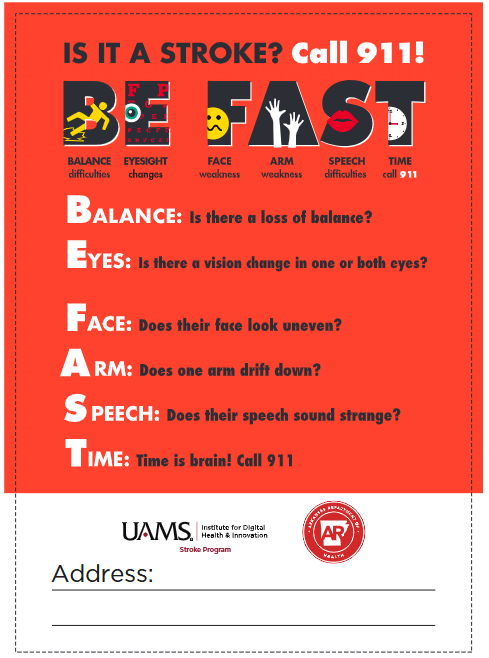 IS IT A STROKE? Call 911!
BE FAST
BALANCE difficulties
EYESIGHT changes
FACE weakness
ARM weakness
SPEECH difficulties
TIME call 911
BALANCE: Is there a loss of balance?
EYES: Is there a vision change in one or both eyes?
FACE: Does their face look uneven?
ARM: Does one arm drift down?
SPEECH: Does their speech sound strange?
TIME: Time is brain! Call 911
UAMS
Institute for Digital
Health & Innovation
Stroke Program
ARKANSAS DEPARTMENT OF
AR
HEALTH
Address: